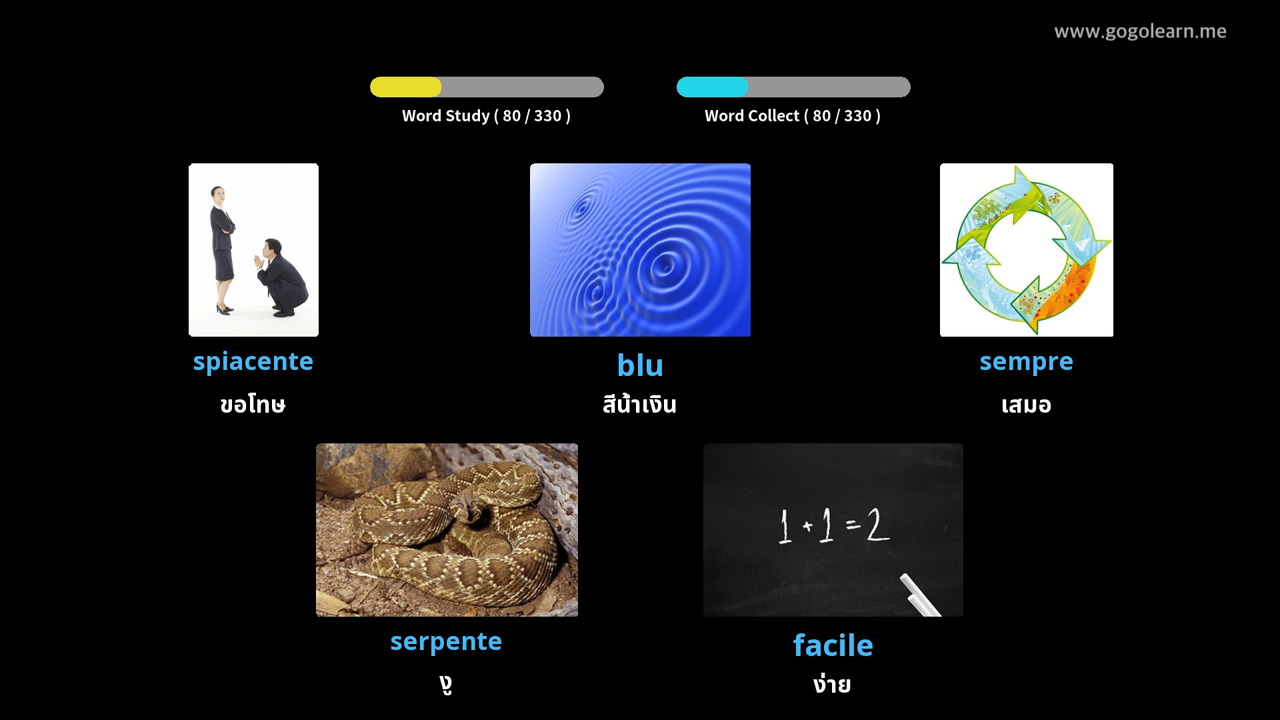 www.gogolearn.me
Word Study ( 80 / 330 )
Word Collect ( 80 / 330 )
spiacente
ขอโทษ
blu
สีน้ำเงิน
sempre
เสมอ
1 + 1 = 2
serpente
งู
facile
ง่าย